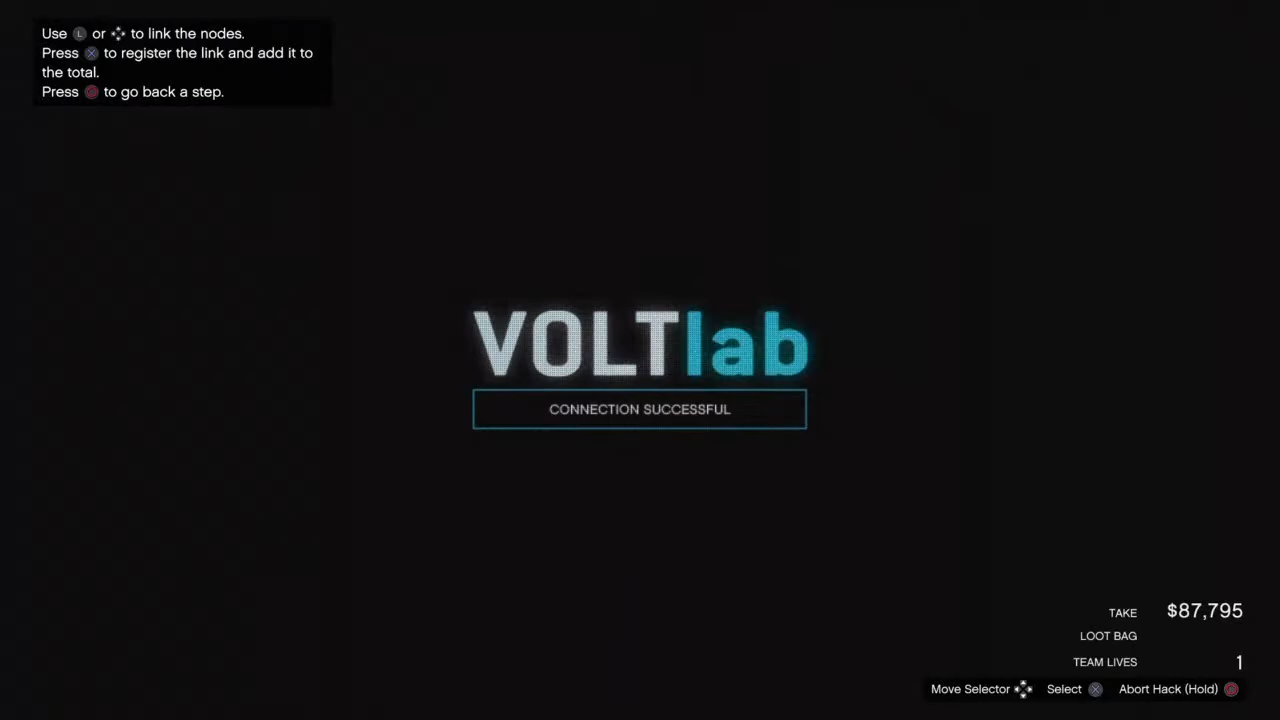 Use L or to link the nodes.
Press to register the link and add it to
the total.
Press to go back a step.
VOLTlab
CONNECTION SUCCESSFUL
TAKE $87,795
LOOT BAG
TEAM LIVES 1
Move Selector Select Abort Hack (Hold)